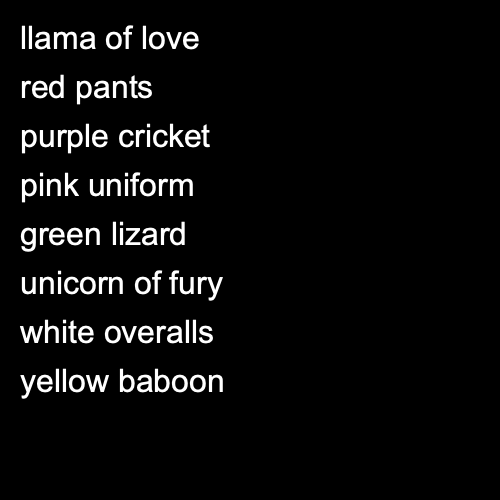 llama of love
red pants
purple cricket
pink uniform
green lizard
unicorn of fury
white overalls
yellow baboon